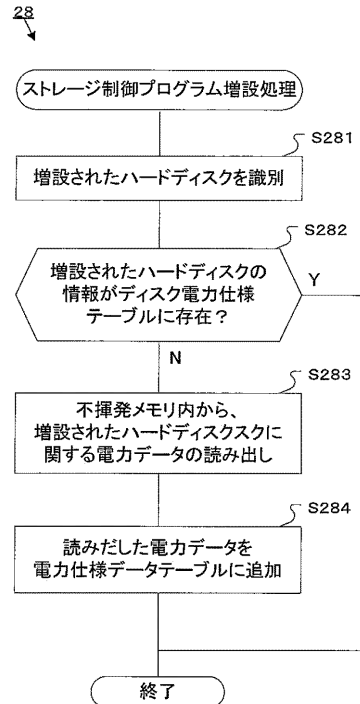 28
ストレージ制御プログラム増設処理
S281
増設されたハードディスクを識別
S282
増設されたハードディスクの
情報がディスク電力仕様
テーブルに存在?
Y
N
S283
不揮発メモリ内から、
増設されたハードディスクスクに
関する電力データの読み出し
S284
読みだした電力データを
電力仕様データテーブルに追加
終了